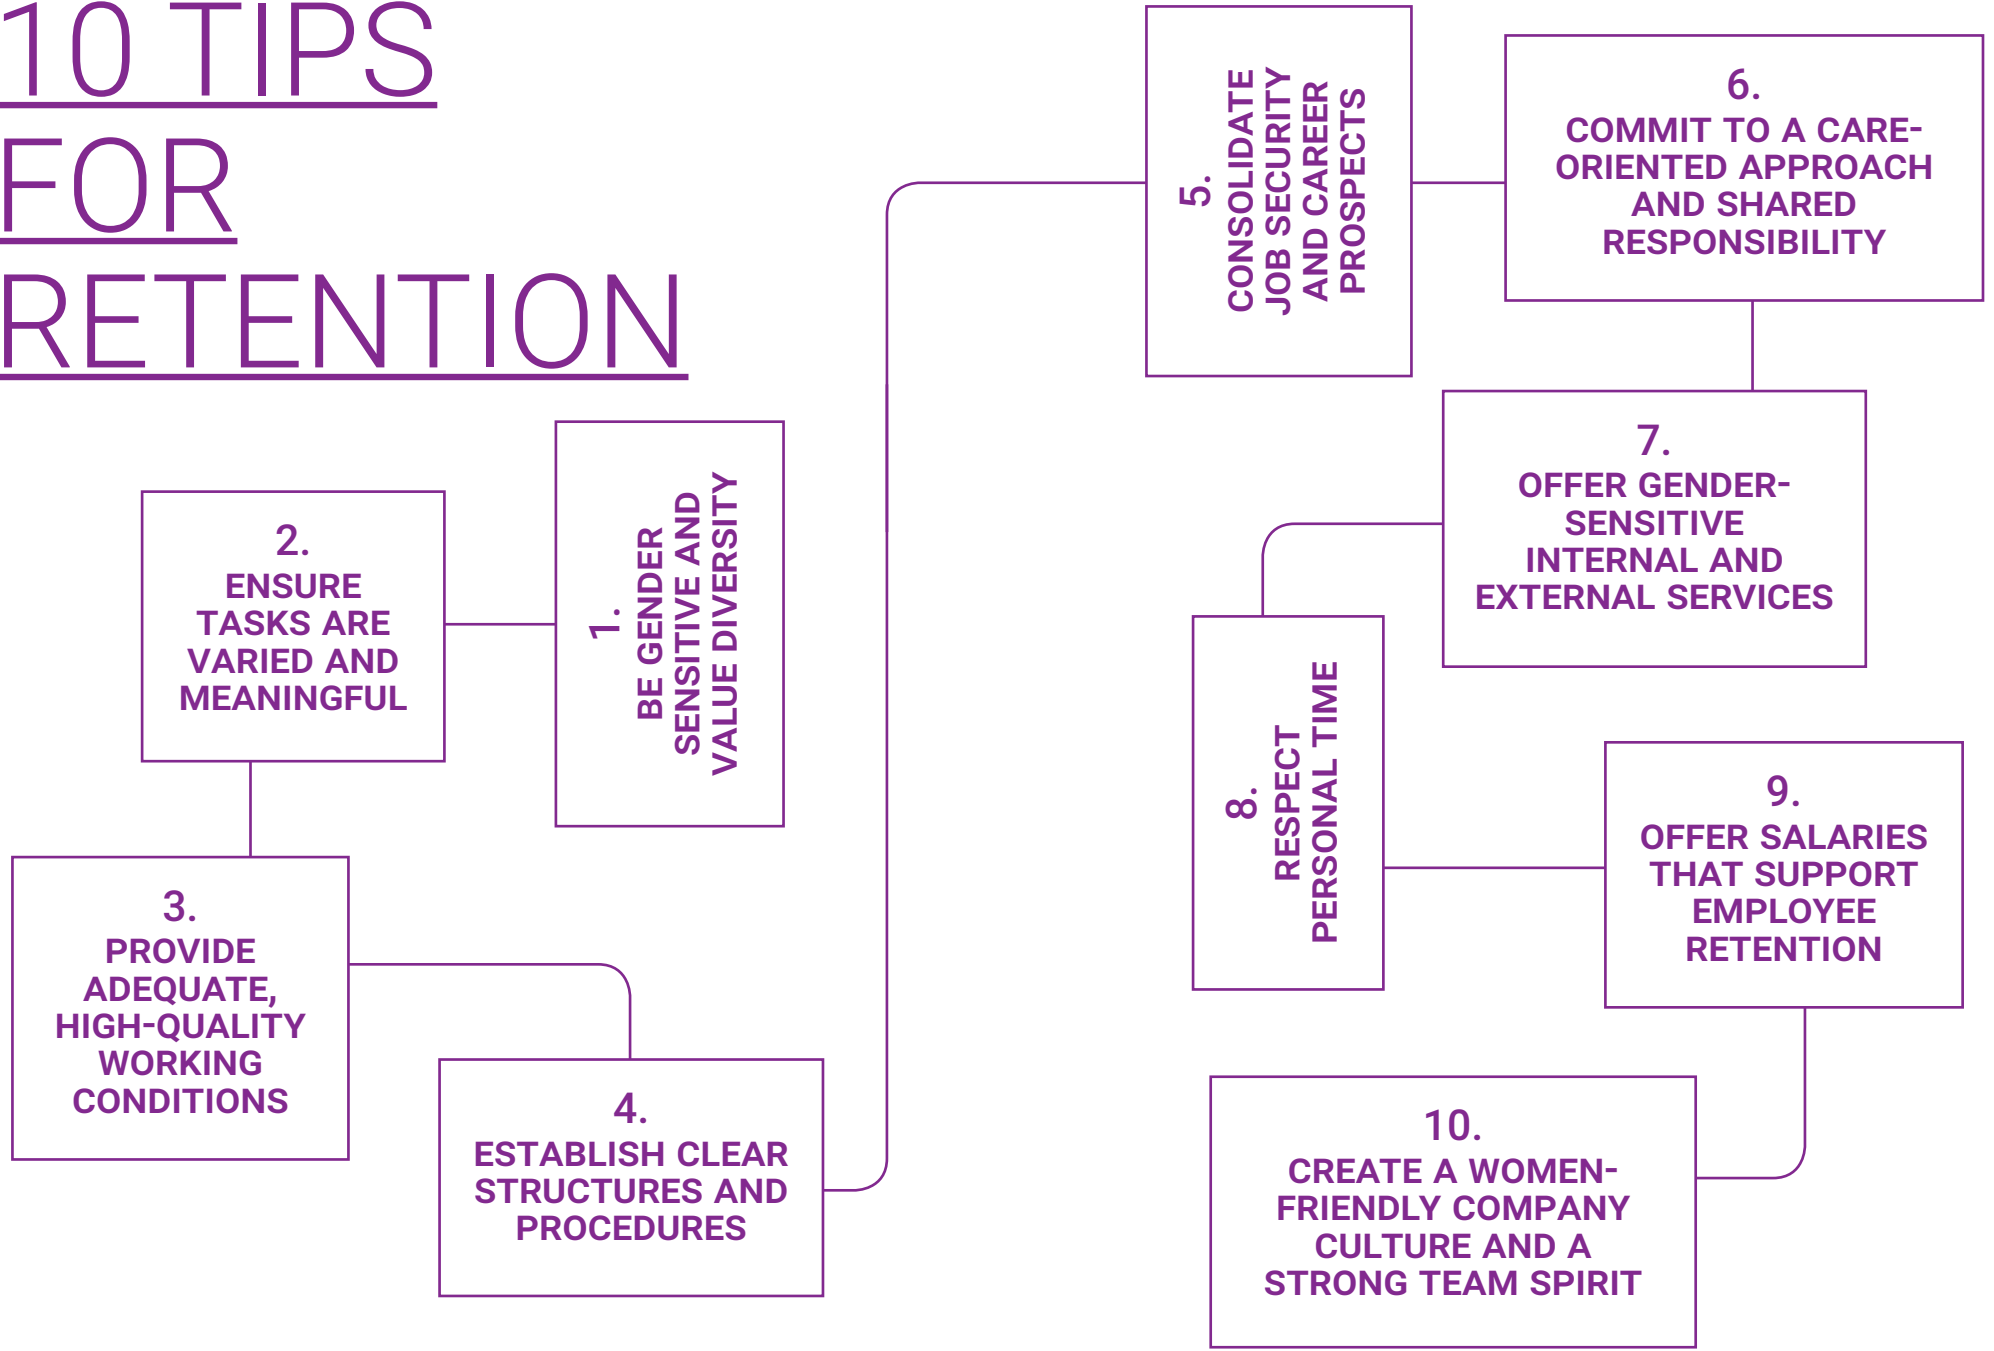 10 TIPS
FOR
RETENTION
1.
BE GENDER
SENSITIVE AND
VALUE DIVERSITY
2.
ENSURE
TASKS ARE
VARIED AND
MEANINGFUL
3.
PROVIDE
ADEQUATE,
HIGH-QUALITY
WORKING
CONDITIONS
4.
ESTABLISH CLEAR
STRUCTURES AND
PROCEDURES
5.
CONSOLIDATE
JOB SECURITY
AND CAREER
PROSPECTS
6.
COMMIT TO A CARE-
ORIENTED APPROACH
AND SHARED
RESPONSIBILITY
7.
OFFER GENDER-
SENSITIVE
INTERNAL AND
EXTERNAL SERVICES
8.
RESPECT
PERSONAL TIME
9.
OFFER SALARIES
THAT SUPPORT
EMPLOYEE
RETENTION
10.
CREATE A WOMEN-
FRIENDLY COMPANY
CULTURE AND A
STRONG TEAM SPIRIT